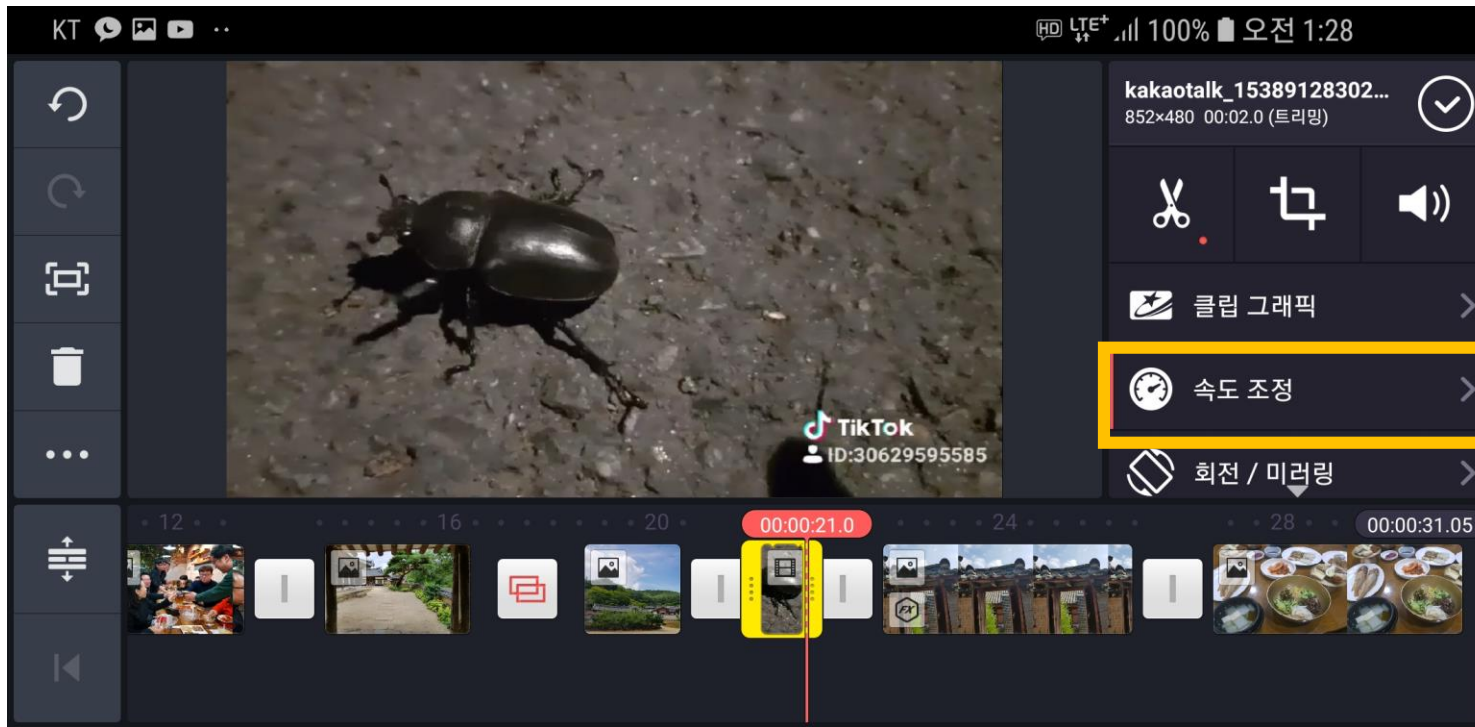 KT
HD LTE+ 100% 오전 1:28
kakaotalk_15389128302...
852×480 00:02.0 (트리밍)
클립 그래픽
속도 조정
회전 / 미러링
TikTok
ID:30629595585
12 16 20 00:00:21.0 24 28 00:00:31.05
FX